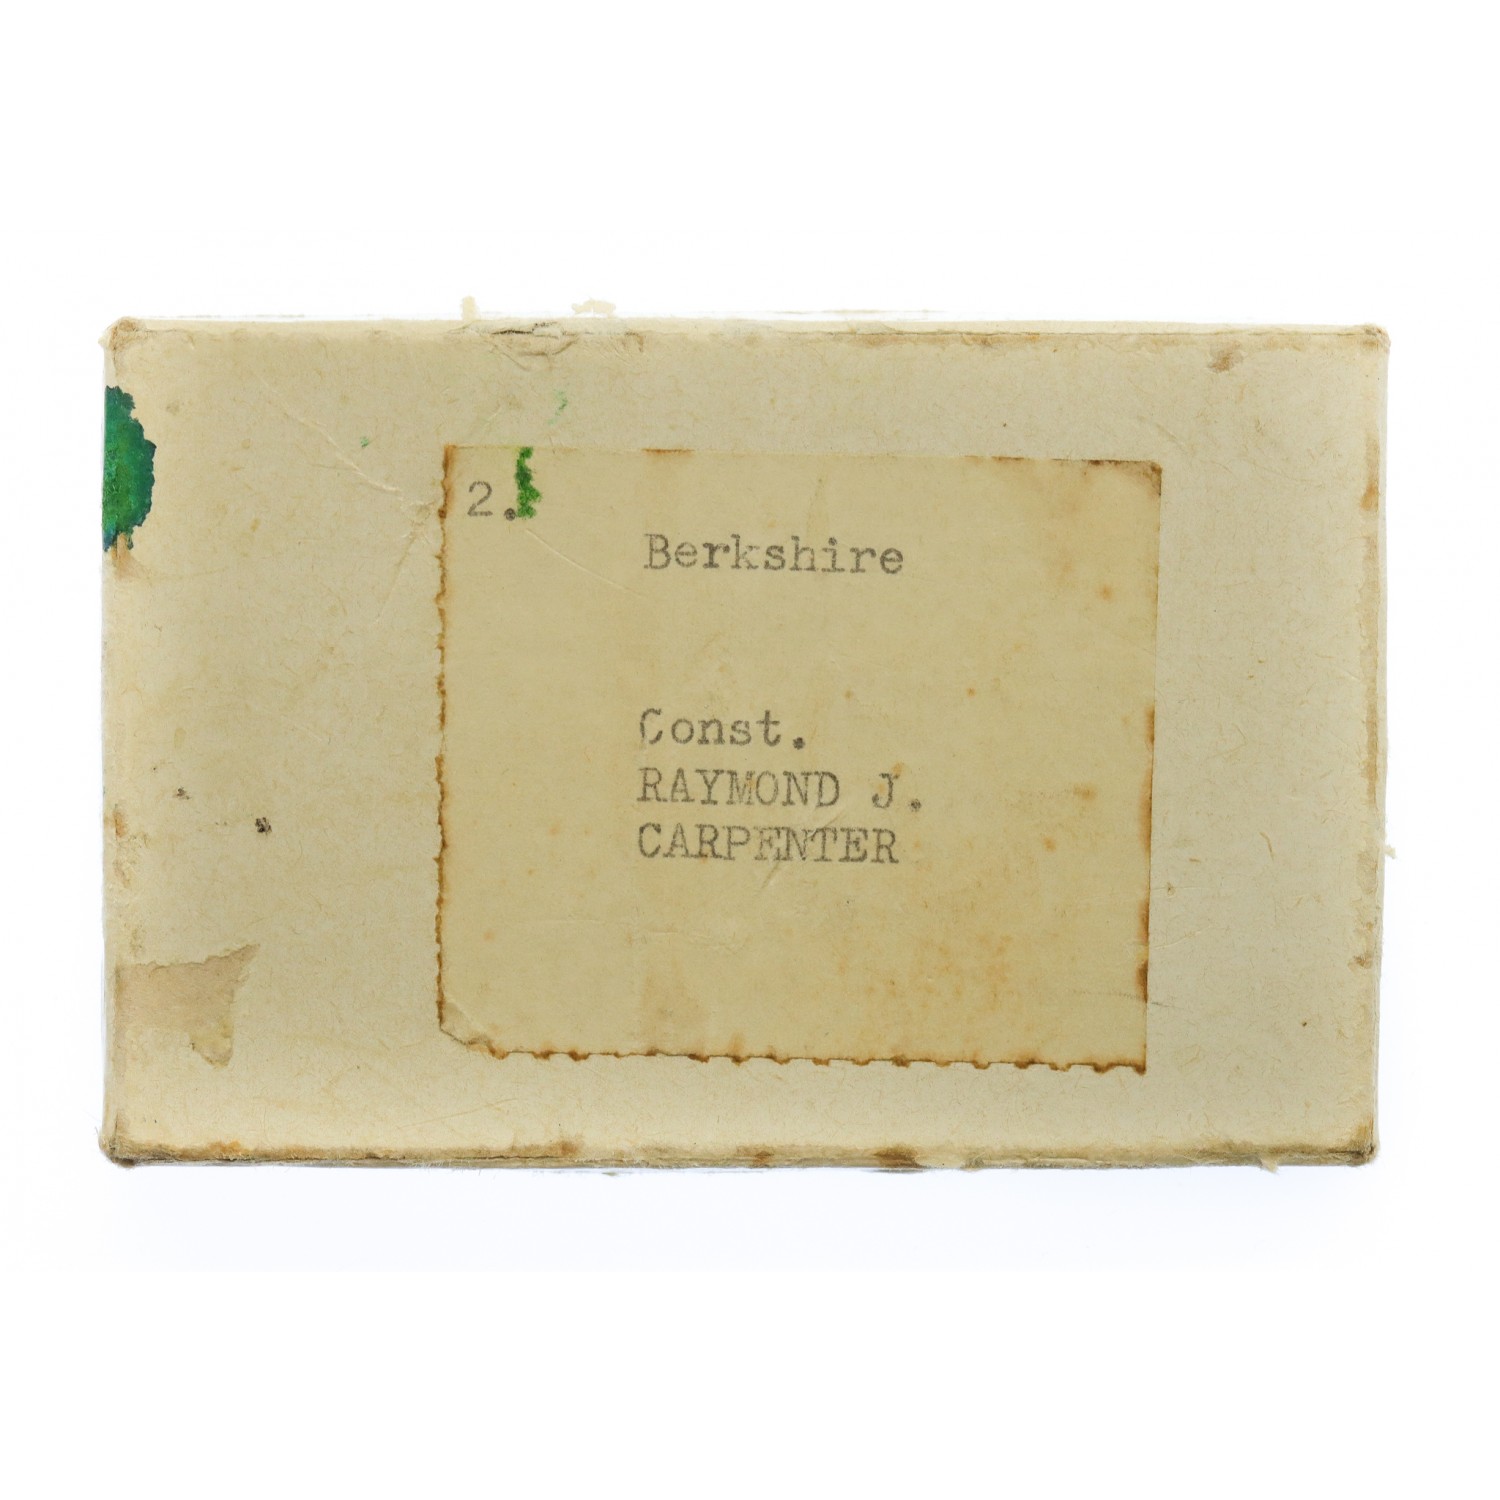 2.
Berkshire
Const.
RAYMOND J.
CARPENTER